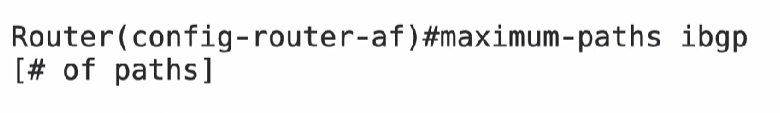 Router(config-router-af)#maximum-paths ibgp
[# of paths]